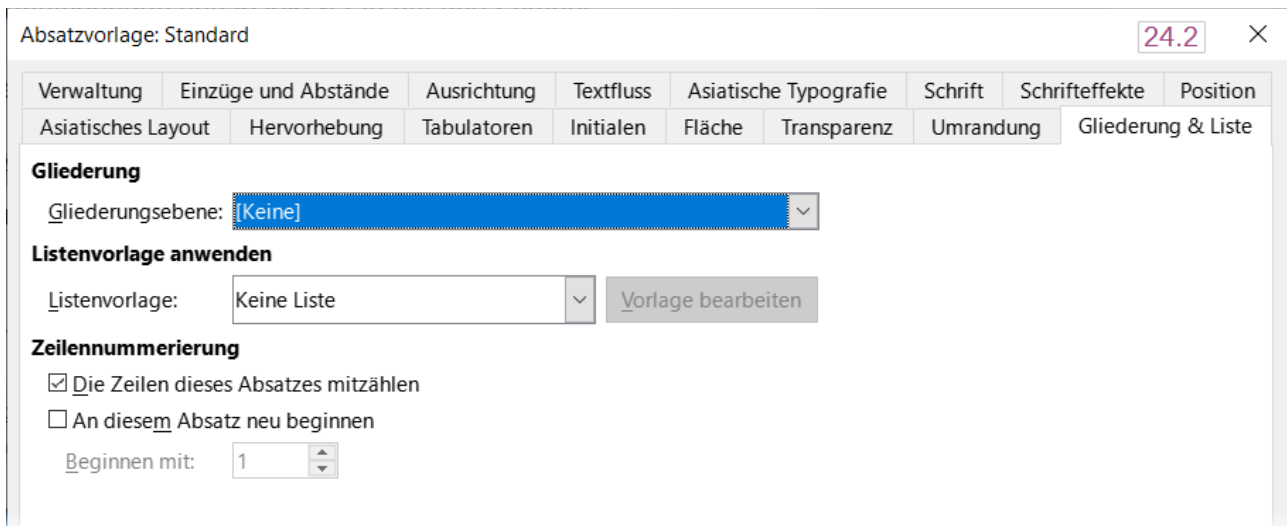 Absatzvorlage: Standard 24.2
Verwaltung Einzüge und Abstände Ausrichtung Textfluss Asiatische Typografie Schrift Schrifteffekte Position
Asiatisches Layout Hervorhebung Tabulatoren Initialen Fläche Transparenz Umrandung Gliederung & Liste
Gliederung
Gliederungsebene: [Keine]
Listenvorlage anwenden
Listenvorlage: Keine Liste Vorlage bearbeiten
Zeilennummerierung
Die Zeilen dieses Absatzes mitzählen
An diesem Absatz neu beginnen
Beginnen mit: 1